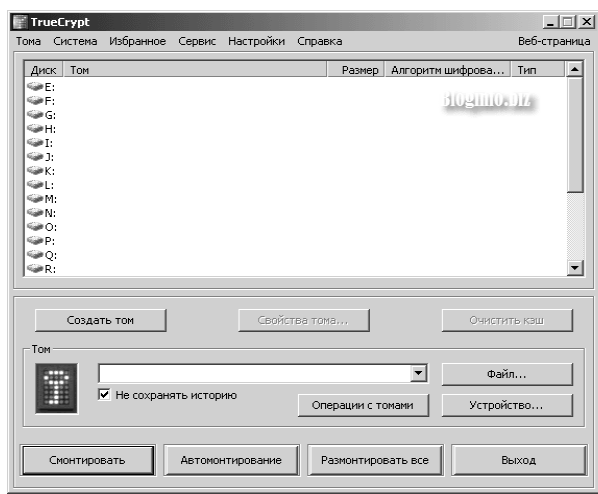 TrueCrypt
Тома Система Избранное Сервис Настройки Справка Веб-страница
Диск Том Размер Алгоритм шифрова... Тип
E:
F:
G:
H:
I:
J:
K:
L:
M:
N:
O:
P:
Q:
R:
Создать том Свойства тома... Очистить кэш
Том
Файл...
Не сохранять историю
Операции с томами Устройство...
Смонтировать Автомонтирование Размонтировать все Выход